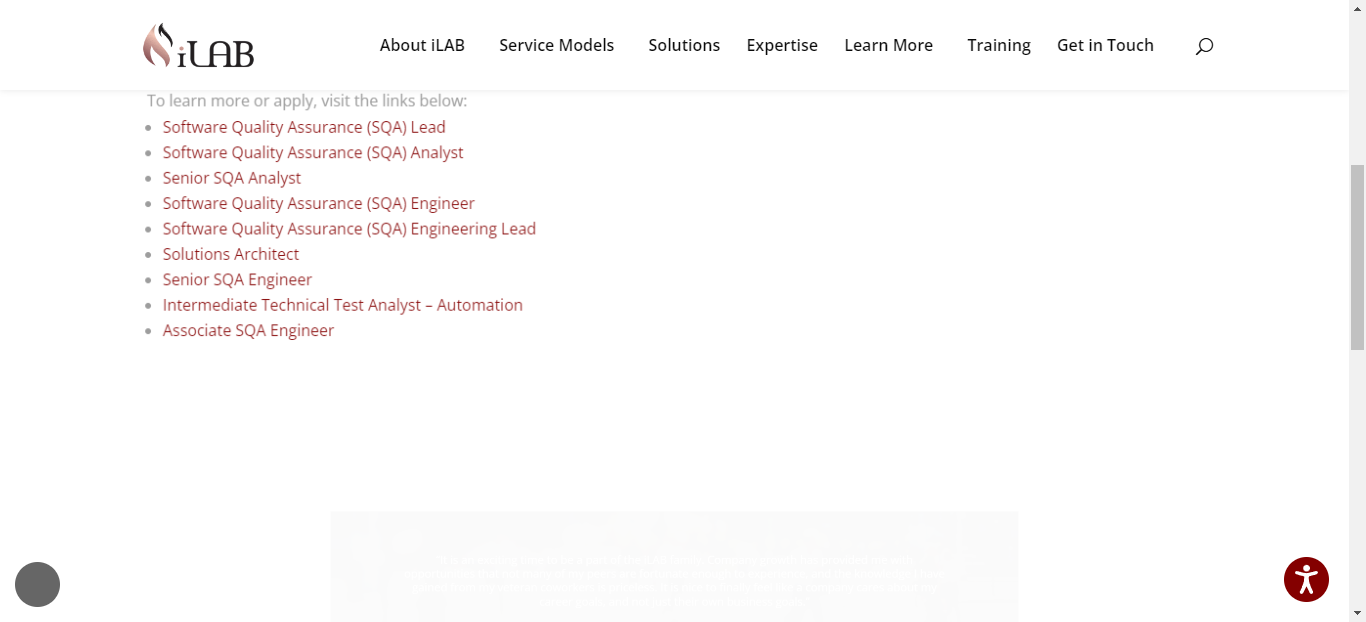 iLAB
About iLAB Service Models Solutions Expertise Learn More Training Get in Touch
To learn more or apply, visit the links below:
Software Quality Assurance (SQA) Lead
Software Quality Assurance (SQA) Analyst
Senior SQA Analyst
Software Quality Assurance (SQA) Engineer
Software Quality Assurance (SQA) Engineering Lead
Solutions Architect
Senior SQA Engineer
Intermediate Technical Test Analyst – Automation
Associate SQA Engineer